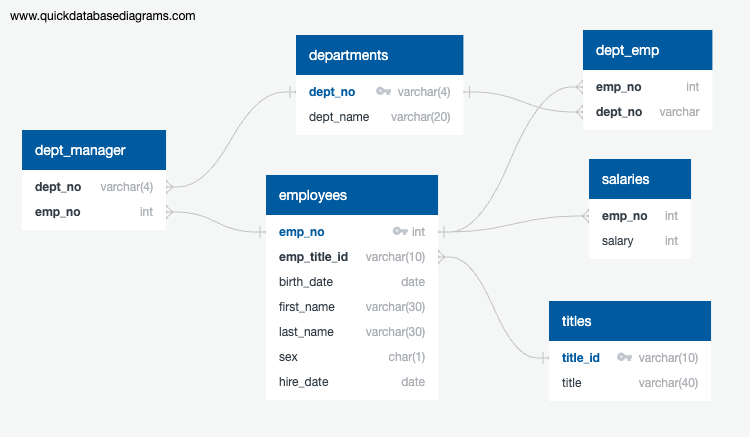 www.quickdatabasediagrams.com
departments
dept_no varchar(4)
dept_name varchar(20)
dept_emp
emp_no int
dept_no varchar
dept_manager
dept_no varchar(4)
emp_no int
employees
emp_no int
emp_title_id varchar(10)
birth_date date
first_name varchar(30)
last_name varchar(30)
sex char(1)
hire_date date
salaries
emp_no int
salary int
titles
title_id varchar(10)
title varchar(40)